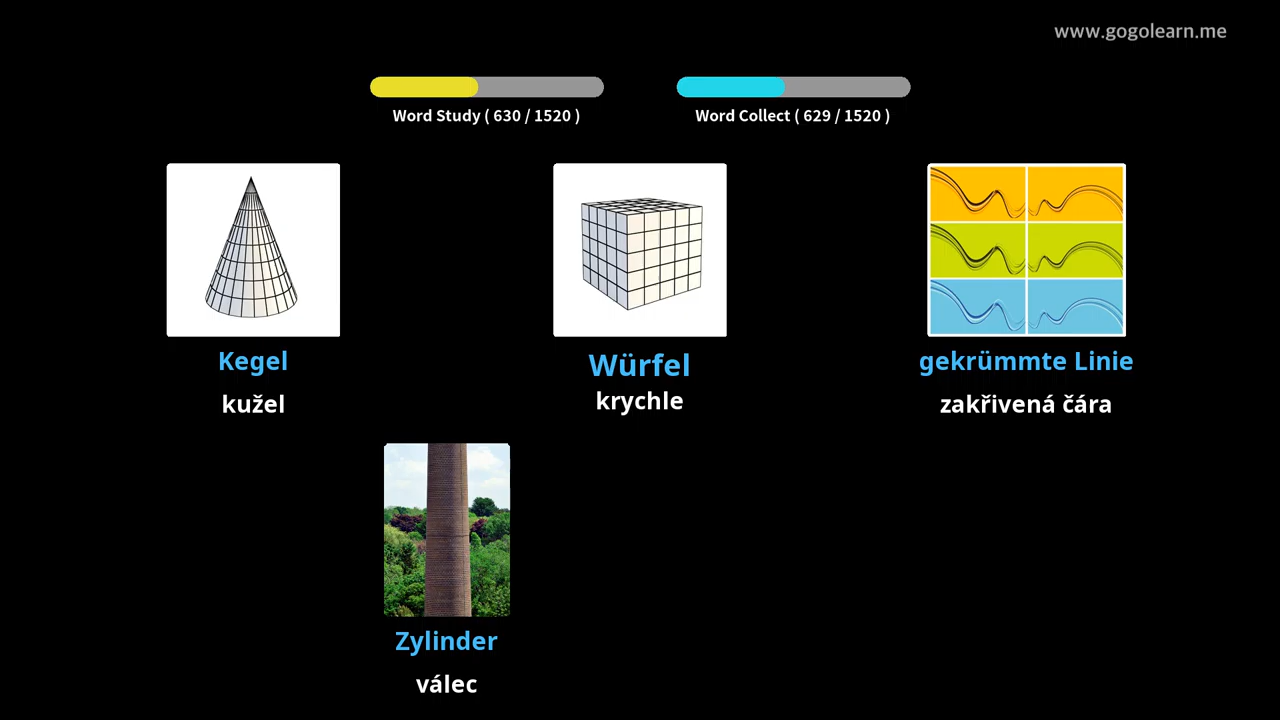 www.gogolearn.me
Word Study ( 630 / 1520 )
Word Collect ( 629 / 1520 )
Kegel
kužel
Würfel
krychle
gekrümmte Linie
zakřivená čára
Zylinder
válec